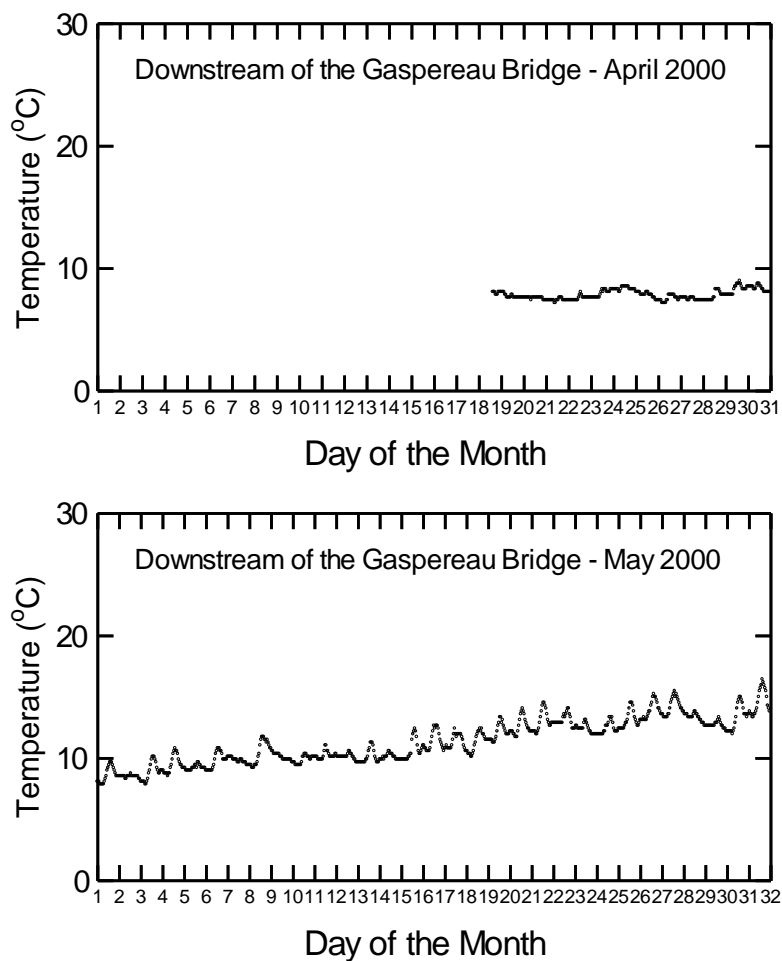 30
Downstream of the Gaspereau Bridge - April 2000
20
Temperature (°C)
10
0
1 2 3 4 5 6 7 8 9 10 11 12 13 14 15 16 17 18 19 20 21 22 23 24 25 26 27 28 29 30 31
Day of the Month
30
Downstream of the Gaspereau Bridge - May 2000
20
Temperature (°C)
10
0
1 2 3 4 5 6 7 8 9 10 11 12 13 14 15 16 17 18 19 20 21 22 23 24 25 26 27 28 29 30 31 32
Day of the Month